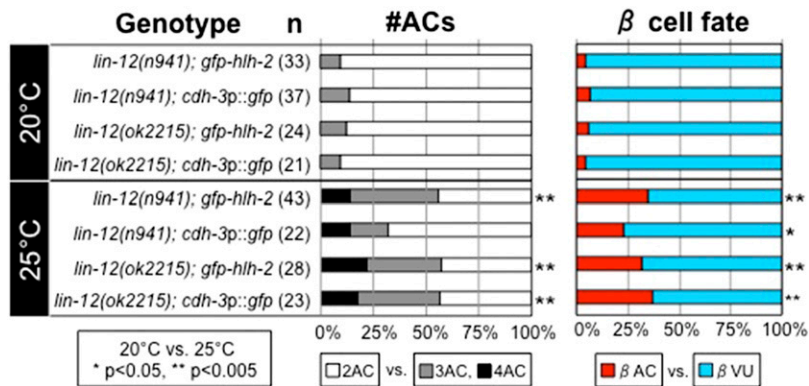 Genotype n #ACs β cell fate
20°C
lin-12(n941); gfp-hlh-2 (33)
lin-12(n941); cdh-3p::gfp (37)
lin-12(ok2215); gfp-hlh-2 (24)
lin-12(ok2215); cdh-3p::gfp (21)
25°C
lin-12(n941); gfp-hlh-2 (43) ** **
lin-12(n941); cdh-3p::gfp (22) *
lin-12(ok2215); gfp-hlh-2 (28) ** **
lin-12(ok2215); cdh-3p::gfp (23) ** **
0% 25% 50% 75% 100% 0% 25% 50% 75% 100%
20°C vs. 25°C
* p<0.05, ** p<0.005
2AC vs. 3AC, 4AC β AC vs. β VU